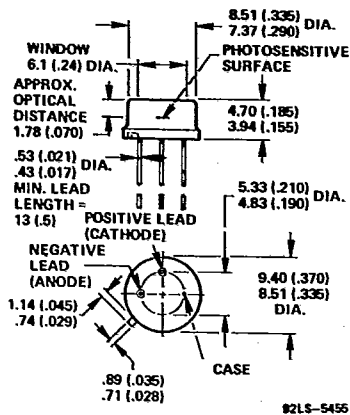 8.51 (.335) DIA.
7.37 (.290)
WINDOW
6.1 (.24) DIA.
PHOTOSENSITIVE
SURFACE
APPROX.
OPTICAL
DISTANCE
1.78 (.070)
4.70 (.185)
3.94 (.155)
.53 (.021) DIA.
.43 (.017)
MIN. LEAD
LENGTH =
13 (.5)
5.33 (.210) DIA.
4.83 (.190)
POSITIVE LEAD
(CATHODE)
NEGATIVE
LEAD
(ANODE)
9.40 (.370)
8.51 (.335)
DIA.
1.14 (.045)
.74 (.029)
CASE
.89 (.035)
.71 (.028)
92LS-5455